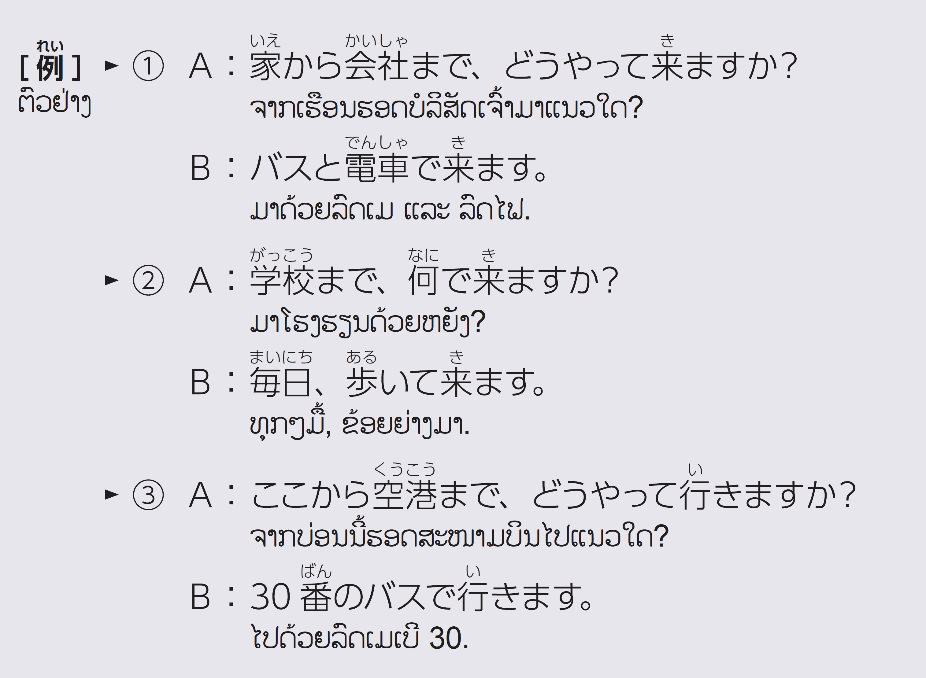 れい
[例] ► ① A：家から会社まで、どうやって来ますか？
いえ かいしゃ き
ຕົວຢ່າງ
ຈາກເຮືອນຮອດບໍລິສັດເຈົ້າມາແນວໃດ?
でんしゃ き
B：バスと電車で来ます。
ມາດ້ວຍລົດເມ ແລະ ລົດໄຟ.
がっこう なに き
► ② A：学校まで、何で来ますか？
ມາໂຮງຮຽນດ້ວຍຫຍັງ?
まいにち ある き
B：毎日、歩いて来ます。
ທຸກໆມື້, ຂ້ອຍຍ່າງມາ.
くうこう い
► ③ A：ここから空港まで、どうやって行きますか？
ຈາກບ່ອນນີ້ຮອດສະໜາມບິນໄປແນວໃດ?
ばん い
B：30番のバスで行きます。
ໄປດ້ວຍລົດເມເບີ 30.